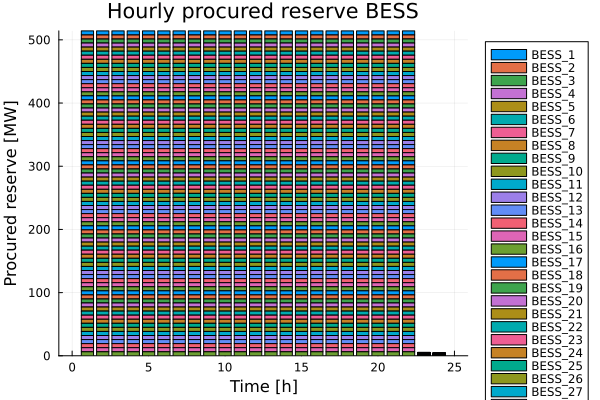 Hourly procured reserve BESS
Procured reserve [MW]
500
400
300
200
100
0
0 5 10 15 20 25
Time [h]
BESS_1
BESS_2
BESS_3
BESS_4
BESS_5
BESS_6
BESS_7
BESS_8
BESS_9
BESS_10
BESS_11
BESS_12
BESS_13
BESS_14
BESS_15
BESS_16
BESS_17
BESS_18
BESS_19
BESS_20
BESS_21
BESS_22
BESS_23
BESS_24
BESS_25
BESS_26
BESS_27